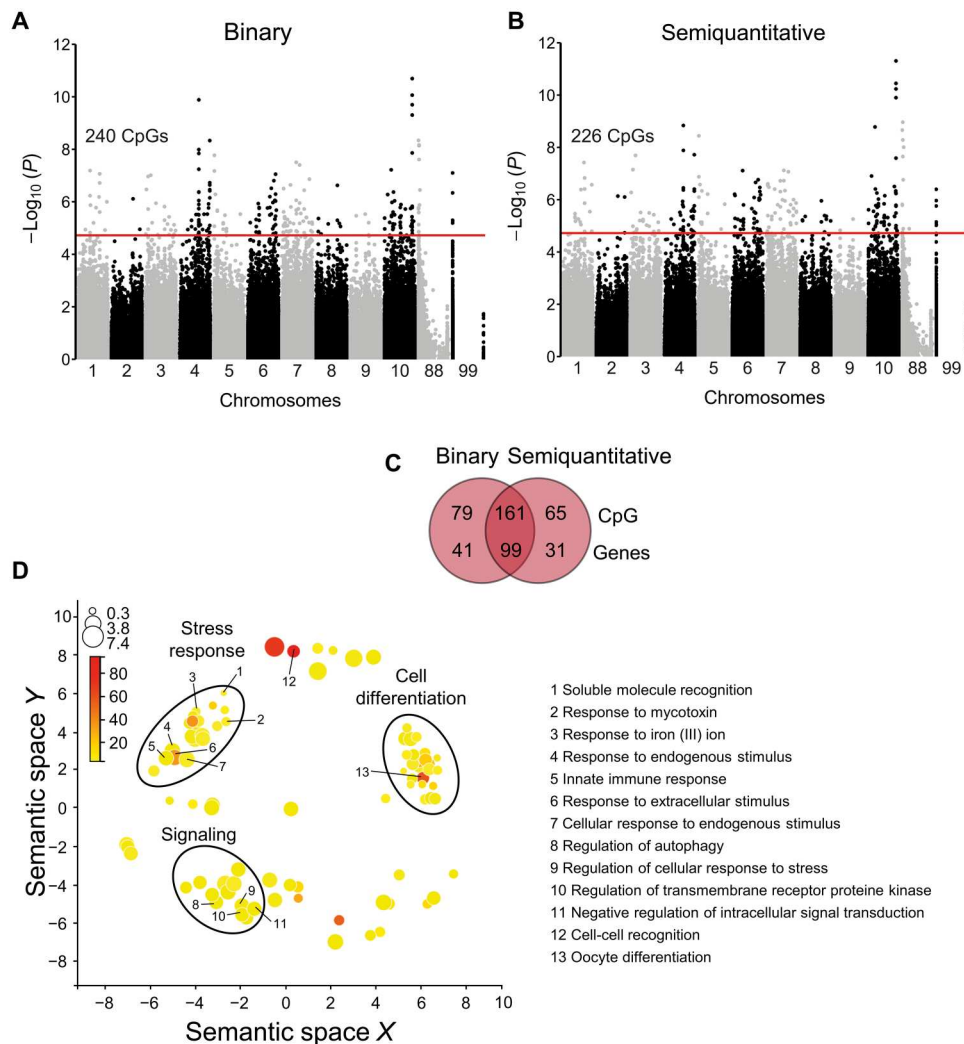 A
Binary
12
10
8
6
4
2
0
240 CpGs
−Log10 (P)
1 2 3 4 5 6 7 8 9 10 88 99
Chromosomes
B
Semiquantitative
12
10
8
6
4
2
0
226 CpGs
−Log10 (P)
1 2 3 4 5 6 7 8 9 10 88 99
Chromosomes
C
Binary Semiquantitative
79 161 65 CpG
41 99 31 Genes
D
10
8
6
4
2
0
−2
−4
−6
−8
Semantic space Y
0.3
3.8
7.4
80
60
40
20
Stress
response
1
2
3
4
5
6
7
12
Cell
differentiation
13
Signaling
8
9
10
11
−8 −6 −4 −2 0 2 4 6 8 10
Semantic space X
1 Soluble molecule recognition
2 Response to mycotoxin
3 Response to iron (III) ion
4 Response to endogenous stimulus
5 Innate immune response
6 Response to extracellular stimulus
7 Cellular response to endogenous stimulus
8 Regulation of autophagy
9 Regulation of cellular response to stress
10 Regulation of transmembrane receptor proteine kinase
11 Negative regulation of intracellular signal transduction
12 Cell-cell recognition
13 Oocyte differentiation